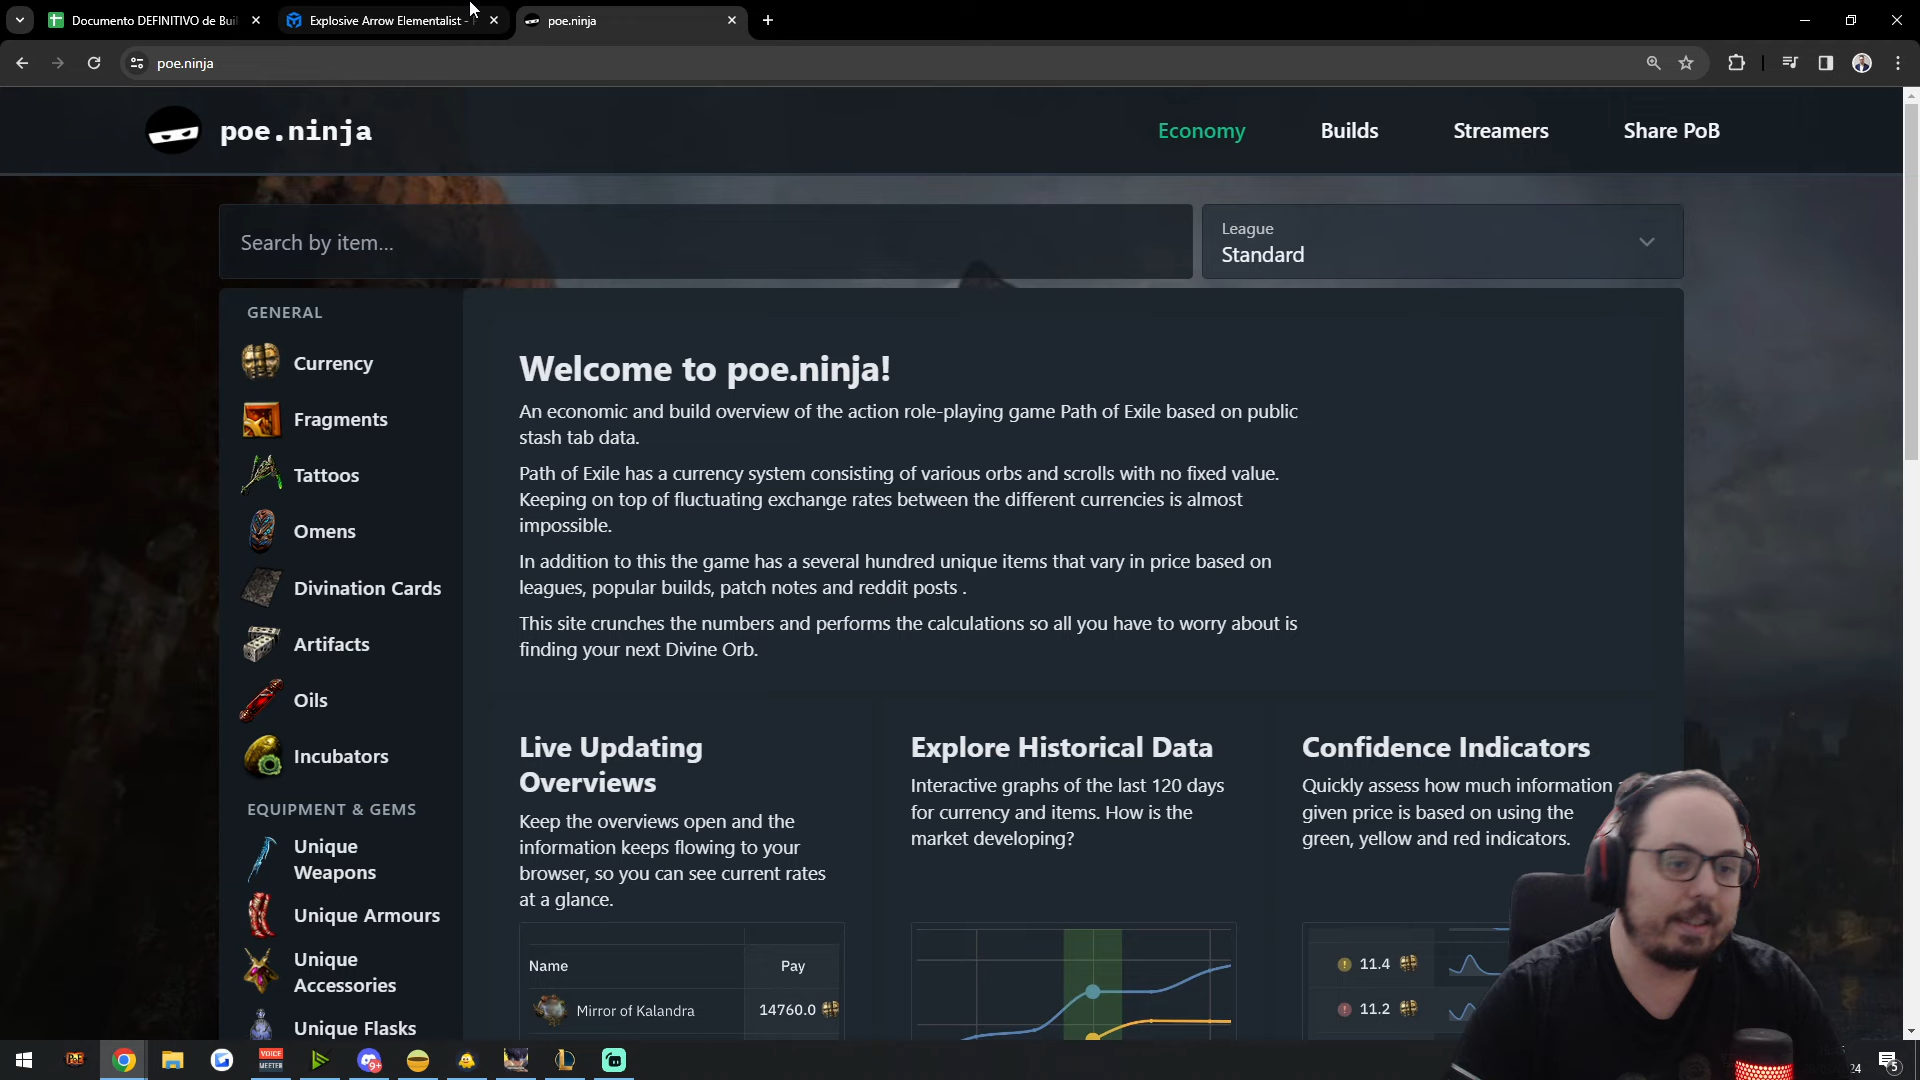 Documento DEFINITIVO de Buil
Explosive Arrow Elementalist -
poe.ninja
poe.ninja
poe.ninja
Economy
Builds
Streamers
Share PoB
Search by item...
League
Standard
GENERAL
Currency
Fragments
Tattoos
Omens
Divination Cards
Artifacts
Oils
Incubators
EQUIPMENT & GEMS
Unique
Weapons
Unique Armours
Unique
Accessories
Unique Flasks
Welcome to poe.ninja!
An economic and build overview of the action role-playing game Path of Exile based on public
stash tab data.
Path of Exile has a currency system consisting of various orbs and scrolls with no fixed value.
Keeping on top of fluctuating exchange rates between the different currencies is almost
impossible.
In addition to this the game has a several hundred unique items that vary in price based on
leagues, popular builds, patch notes and reddit posts .
This site crunches the numbers and performs the calculations so all you have to worry about is
finding your next Divine Orb.
Live Updating
Overviews
Keep the overviews open and the
information keeps flowing to your
browser, so you can see current rates
at a glance.
Name
Pay
Mirror of Kalandra
14760.0
Explore Historical Data
Interactive graphs of the last 120 days
for currency and items. How is the
market developing?
Confidence Indicators
Quickly assess how much information
given price is based on using the
green, yellow and red indicators.
11.4
11.2
VOICE
MEETER
9+
24
5